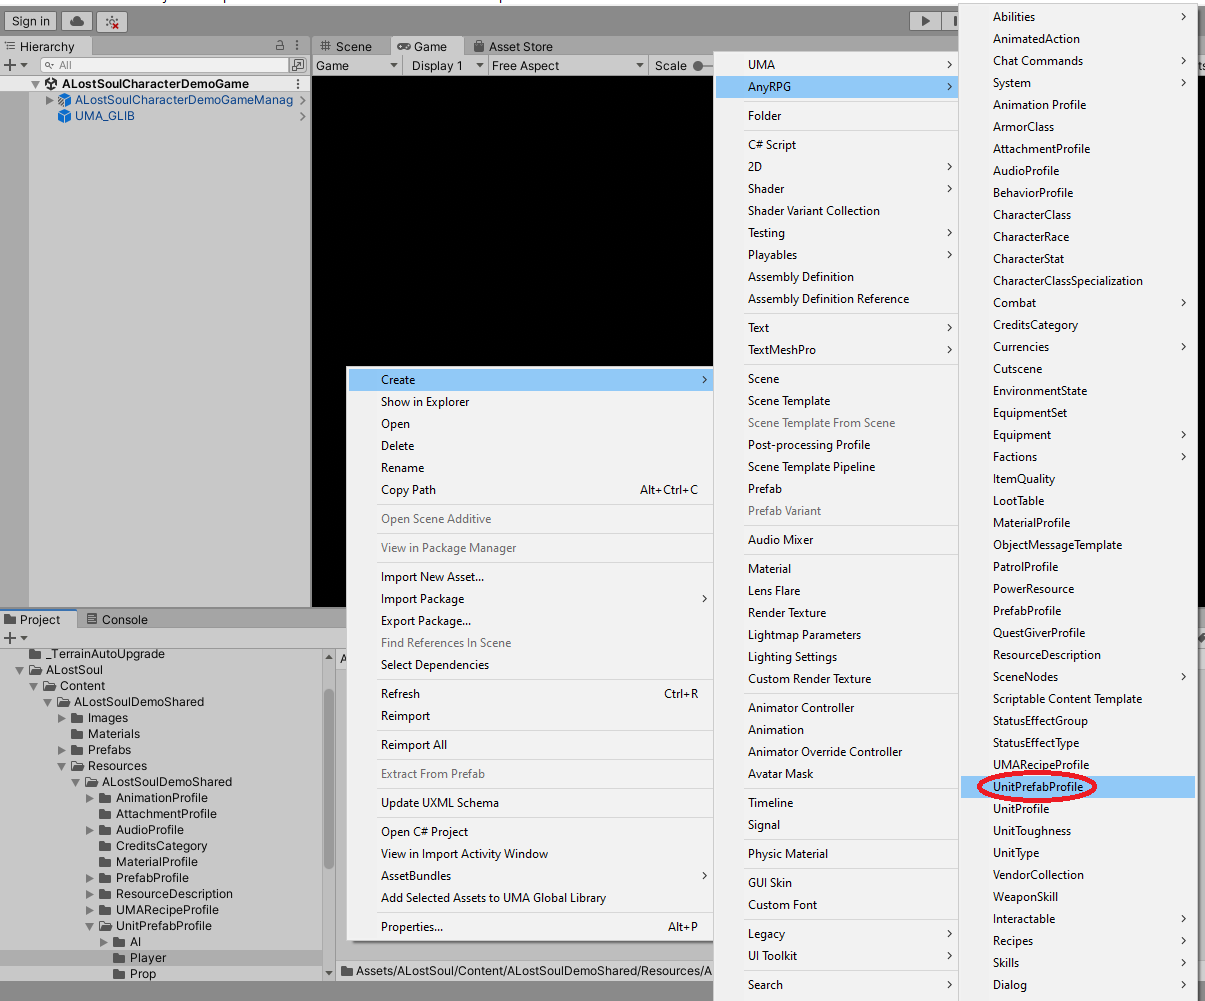 Sign in
Hierarchy
All
ALostSoulCharacterDemoGame
ALostSoulCharacterDemoGameManag
UMA_GLIB
Scene
Game
Asset Store
Game
Display 1
Free Aspect
Scale
Project
Console
_TerrainAutoUpgrade
ALostSoul
Content
ALostSoulDemoShared
Images
Materials
Prefabs
Resources
ALostSoulDemoShared
AnimationProfile
AttachmentProfile
AudioProfile
CreditsCategory
MaterialProfile
PrefabProfile
ResourceDescription
UMARecipeProfile
UnitPrefabProfile
AI
Player
Prop
Assets/ALostSoul/Content/ALostSoulDemoShared/Resources/A
Create
Show in Explorer
Open
Delete
Rename
Copy Path Alt+Ctrl+C
Open Scene Additive
View in Package Manager
Import New Asset...
Import Package
Export Package...
Find References In Scene
Select Dependencies
Refresh Ctrl+R
Reimport
Reimport All
Extract From Prefab
Update UXML Schema
Open C# Project
View in Import Activity Window
AssetBundles
Add Selected Assets to UMA Global Library
Properties... Alt+P
UMA
AnyRPG
Folder
C# Script
2D
Shader
Shader Variant Collection
Testing
Playables
Assembly Definition
Assembly Definition Reference
Text
TextMeshPro
Scene
Scene Template
Scene Template From Scene
Post-processing Profile
Scene Template Pipeline
Prefab
Prefab Variant
Audio Mixer
Material
Lens Flare
Render Texture
Lightmap Parameters
Lighting Settings
Custom Render Texture
Animator Controller
Animation
Animator Override Controller
Avatar Mask
Timeline
Signal
Physic Material
GUI Skin
Custom Font
Legacy
UI Toolkit
Search
Abilities
AnimatedAction
Chat Commands
System
Animation Profile
ArmorClass
AttachmentProfile
AudioProfile
BehaviorProfile
CharacterClass
CharacterRace
CharacterStat
CharacterClassSpecialization
Combat
CreditsCategory
Currencies
Cutscene
EnvironmentState
EquipmentSet
Equipment
Factions
ItemQuality
LootTable
MaterialProfile
ObjectMessageTemplate
PatrolProfile
PowerResource
PrefabProfile
QuestGiverProfile
ResourceDescription
SceneNodes
Scriptable Content Template
StatusEffectGroup
StatusEffectType
UMARecipeProfile
UnitPrefabProfile
UnitProfile
UnitToughness
UnitType
VendorCollection
WeaponSkill
Interactable
Recipes
Skills
Dialog